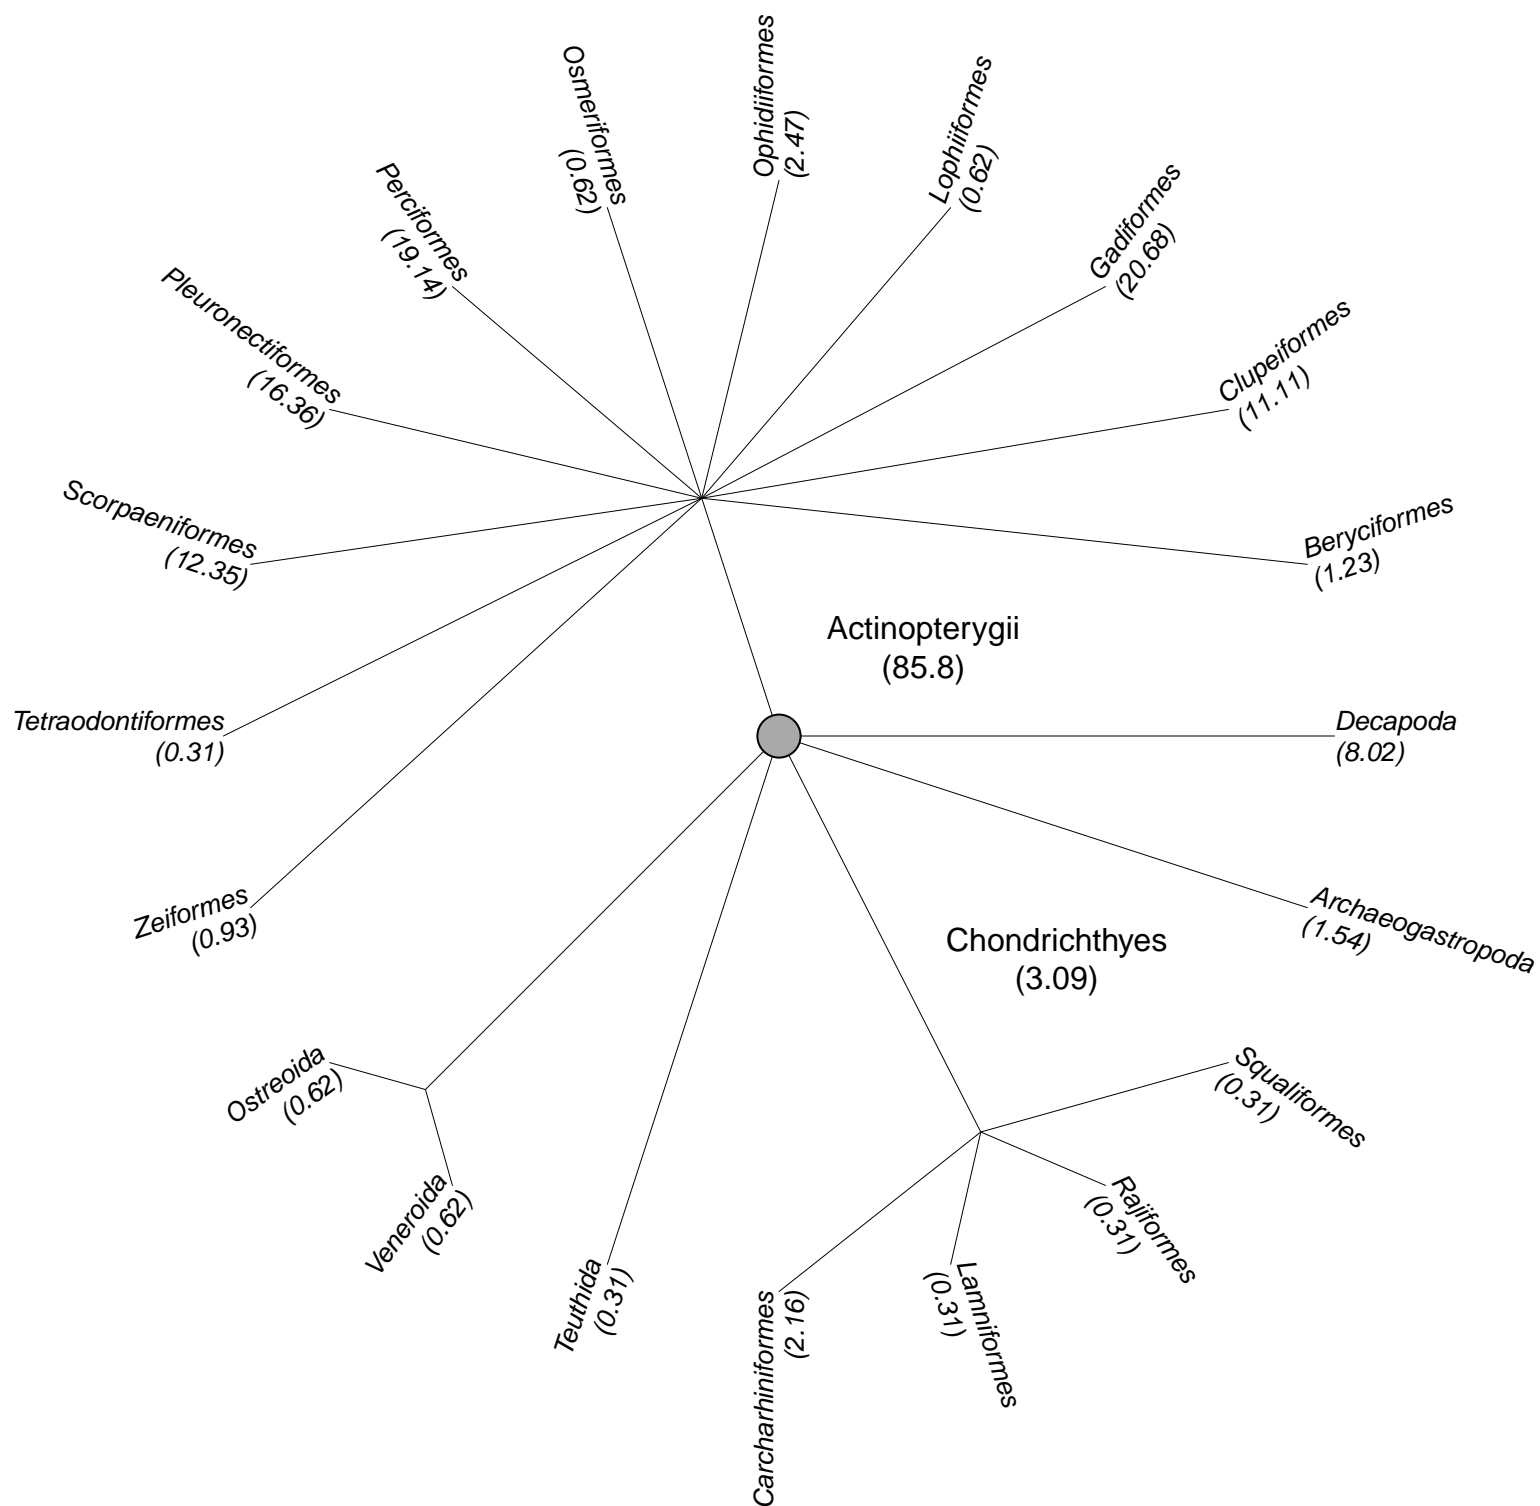 Ophidiiformes
(2.47)
Osmeriformes
(0.62)
Lophiiformes
(0.62)
Perciformes
(19.14)
Gadiformes
(20.68)
Pleuronectiformes
(16.36)
Clupeiformes
(11.11)
Scorpaeniformes
(12.35)
Beryciformes
(1.23)
Actinopterygii
(85.8)
Tetraodontiformes
(0.31)
Decapoda
(8.02)
Zeiformes
(0.93)
Archaeogastropoda
(1.54)
Chondrichthyes
(3.09)
Ostreoida
(0.62)
Squaliformes
(0.31)
Veneroida
(0.62)
Rajiformes
(0.31)
Teuthida
(0.31)
Lamniformes
(0.31)
Carcharhiniformes
(2.16)